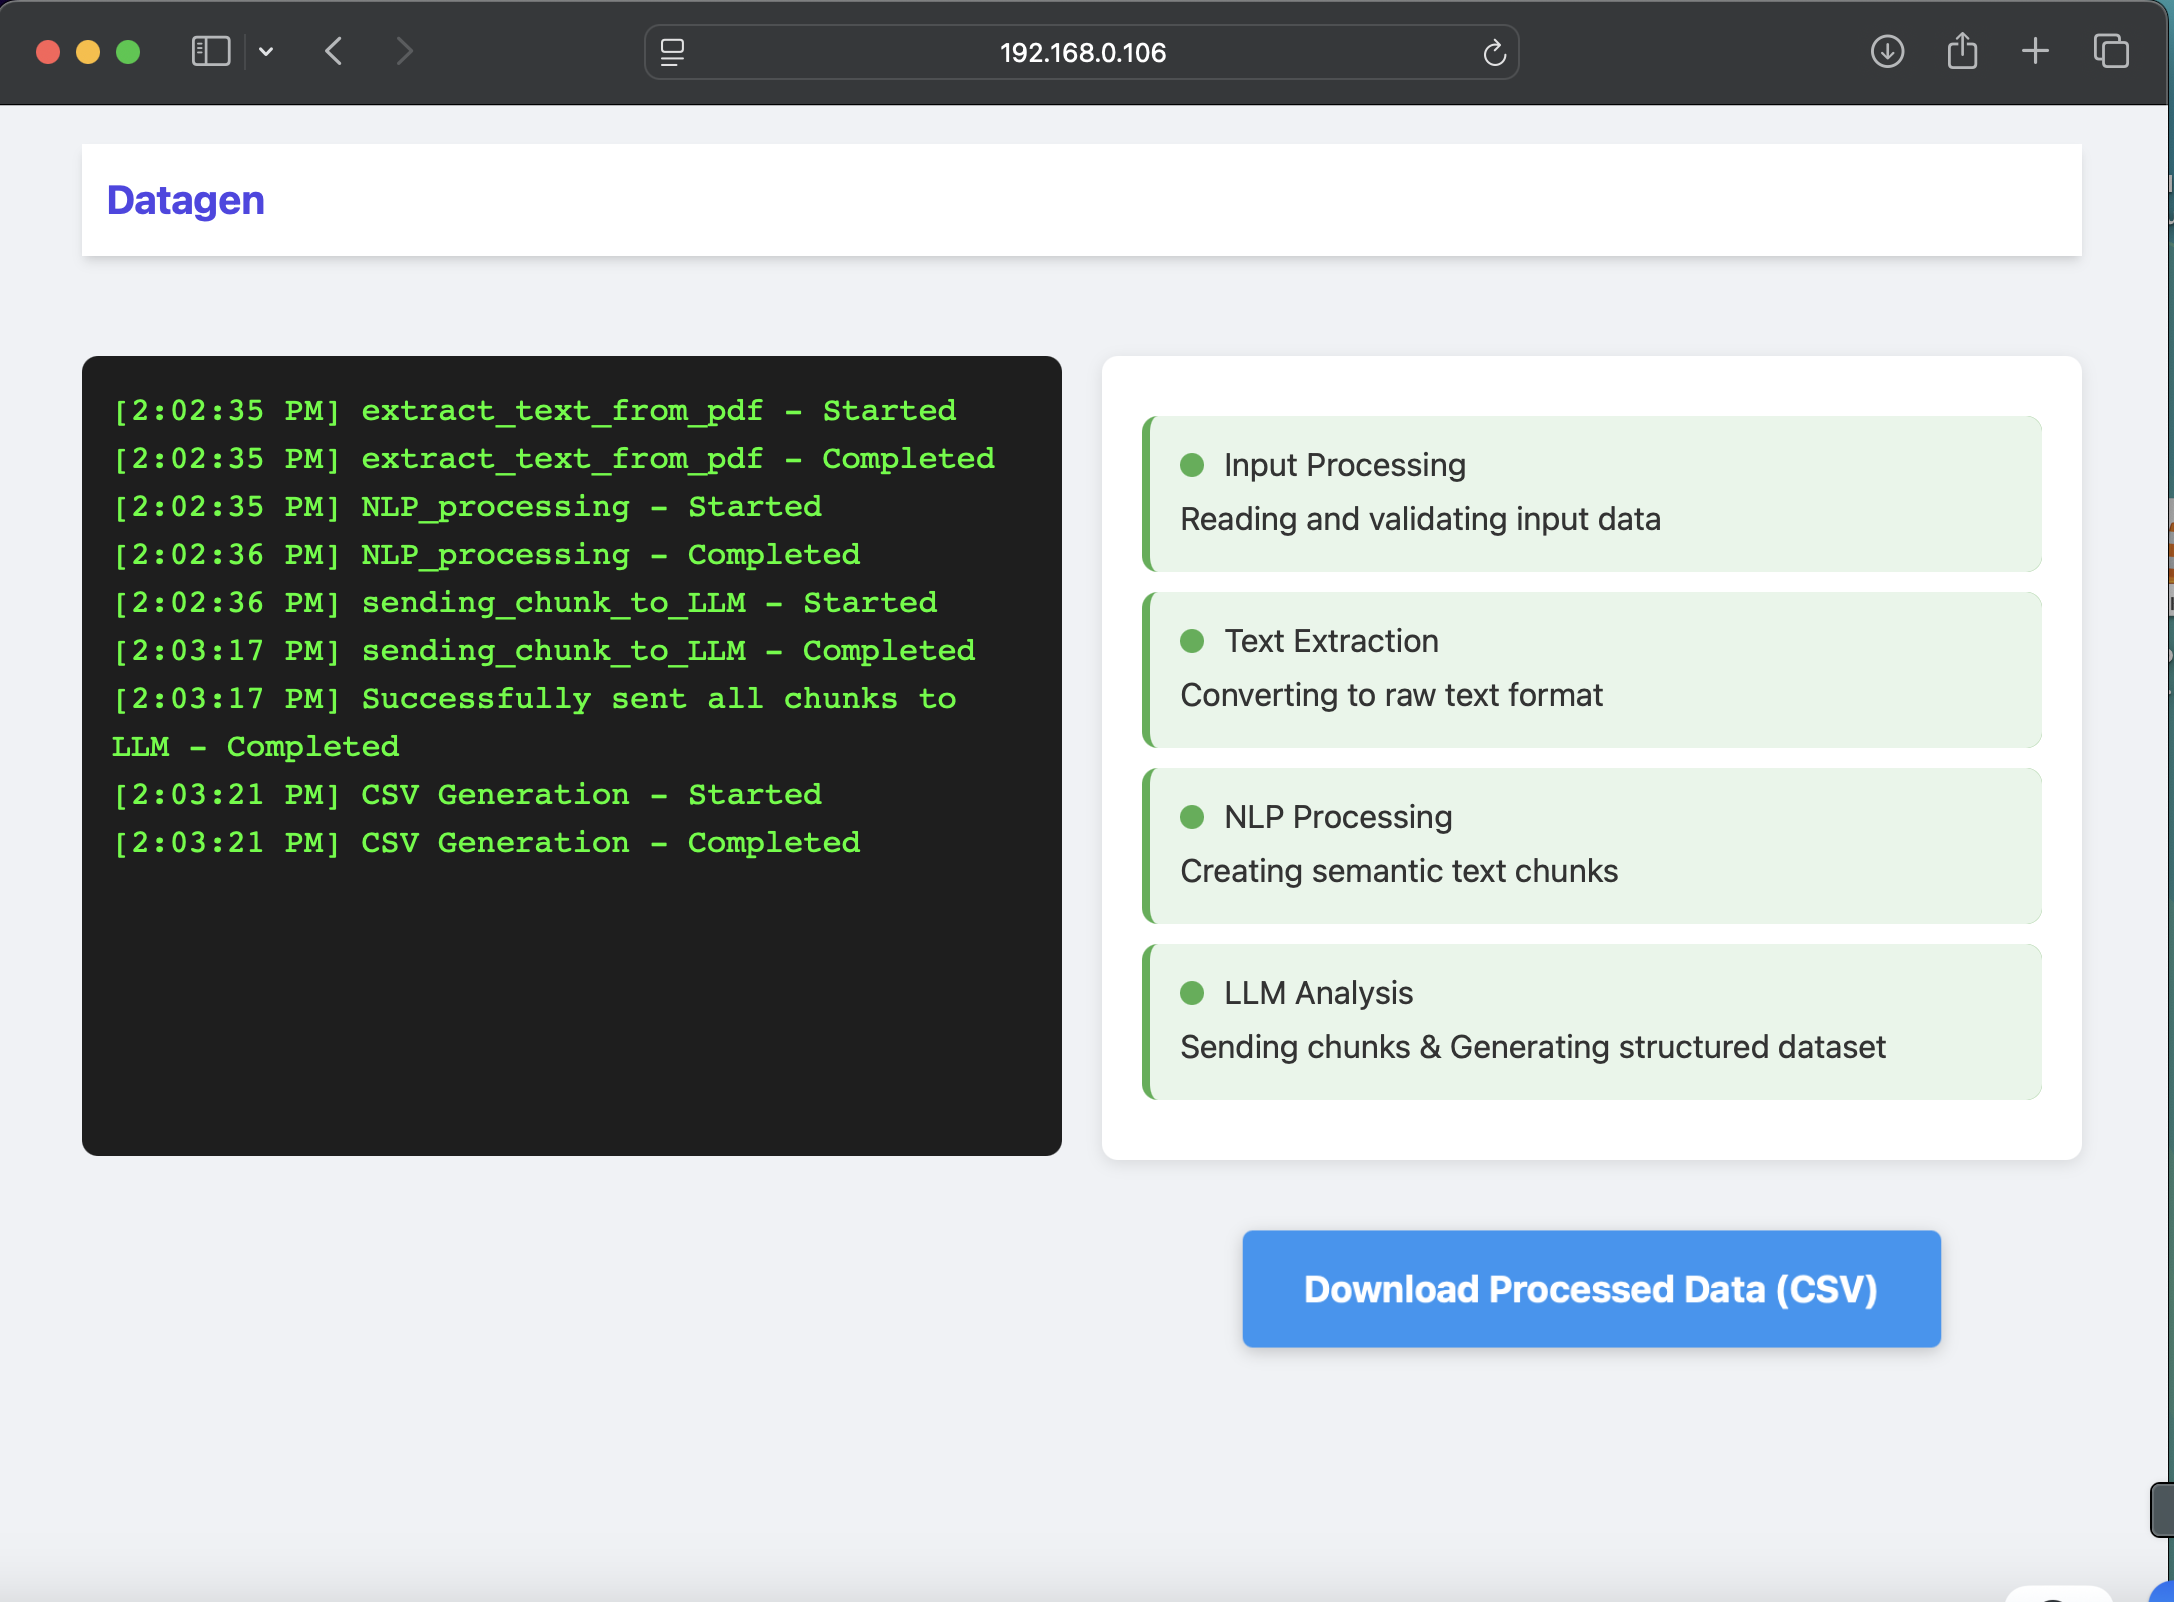 192.168.0.106
Datagen
[2:02:35 PM] extract_text_from_pdf – Started
[2:02:35 PM] extract_text_from_pdf – Completed
[2:02:35 PM] NLP_processing – Started
[2:02:36 PM] NLP_processing – Completed
[2:02:36 PM] sending_chunk_to_LLM – Started
[2:03:17 PM] sending_chunk_to_LLM – Completed
[2:03:17 PM] Successfully sent all chunks to
LLM – Completed
[2:03:21 PM] CSV Generation – Started
[2:03:21 PM] CSV Generation – Completed
Input Processing
Reading and validating input data
Text Extraction
Converting to raw text format
NLP Processing
Creating semantic text chunks
LLM Analysis
Sending chunks & Generating structured dataset
Download Processed Data (CSV)